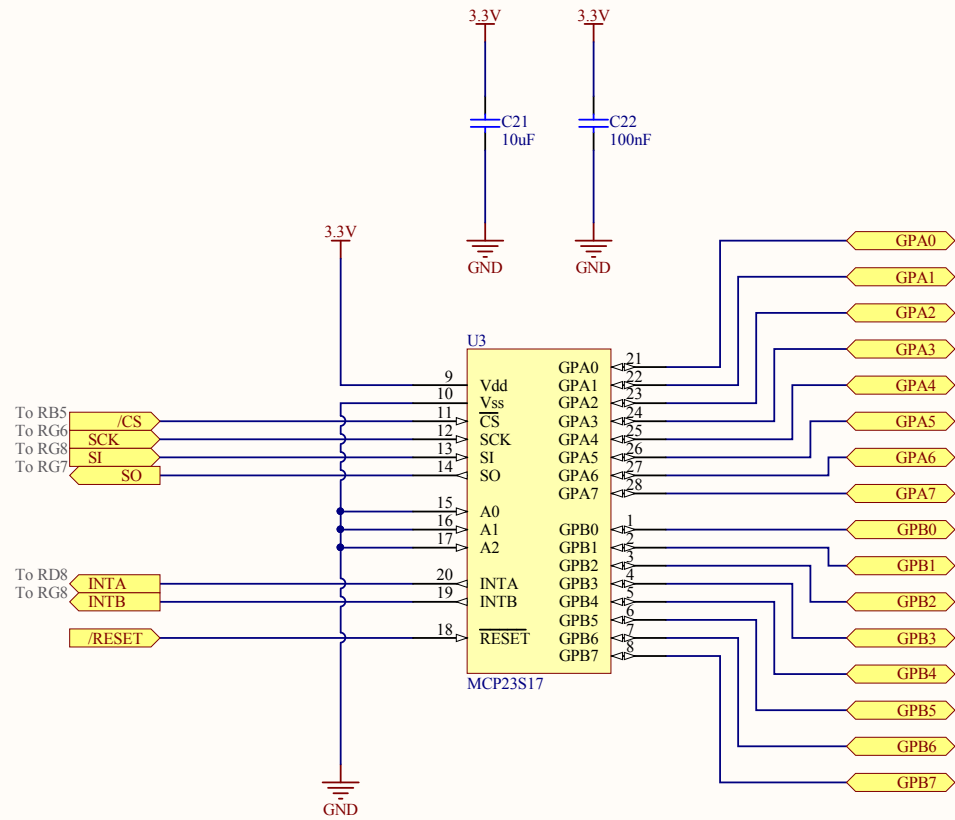 3.3V 3.3V
C21 C22
10uF 100nF
GND GND
3.3V
U3
GPA0
GPA1
GPA2
GPA3
GPA4
GPA5
GPA6
GPA7
GPB0
GPB1
GPB2
GPB3
GPB4
GPB5
GPB6
GPB7
9 Vdd
10 Vss
To RB5 /CS 11 CS
To RG6 SCK 12 SCK
To RG8 SI 13 SI
To RG7 SO 14 SO
15 A0
16 A1
17 A2
To RD8 INTA 20 INTA
To RG8 INTB 19 INTB
/RESET 18 RESET
GPA0 21
GPA1 22
GPA2 23
GPA3 24
GPA4 25
GPA5 26
GPA6 27
GPA7 28
GPB0 1
GPB1 2
GPB2 3
GPB3 4
GPB4 5
GPB5 6
GPB6 7
GPB7 8
MCP23S17
GND